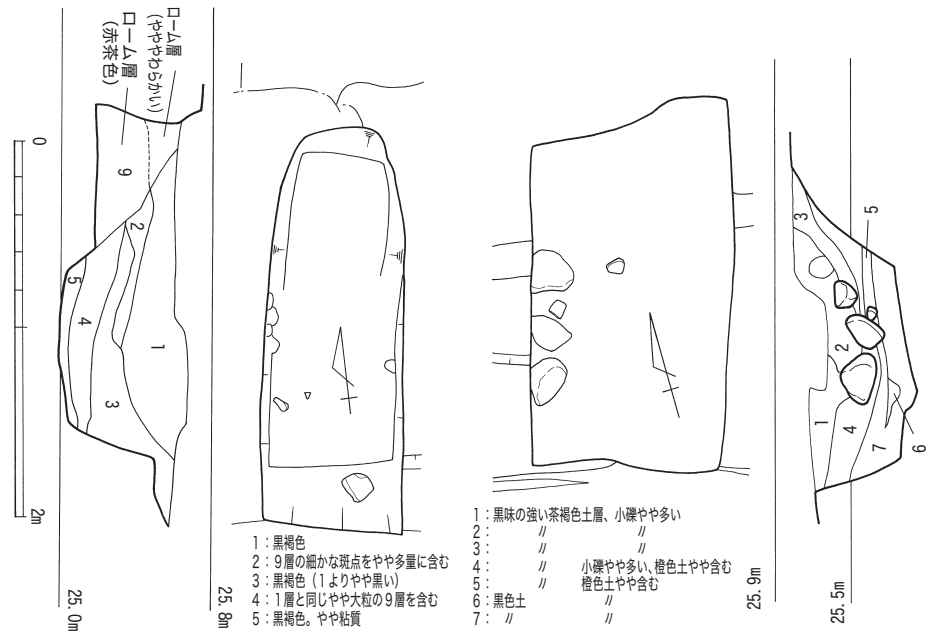 ローム層
(やややわらかい)
ローム層
(赤茶色)
0
2m
9
2
5
4
3
1
25.0m
25.8m
1：黒褐色
2：９層の細かな斑点をやや多量に含む
3：黒褐色（１よりやや黒い）
4：１層と同じやや大粒の９層を含む
5：黒褐色。やや粘質
3
5
2
1
4
7
6
25.9m
25.5m
1：黒味の強い茶褐色土層、小礫やや多い
2：　〃　　〃
3：　〃　　〃
4：　〃　　小礫やや多い、橙色土やや含む
5：　〃　　橙色土やや含む
6：黒色土　　〃
7：　〃　　〃